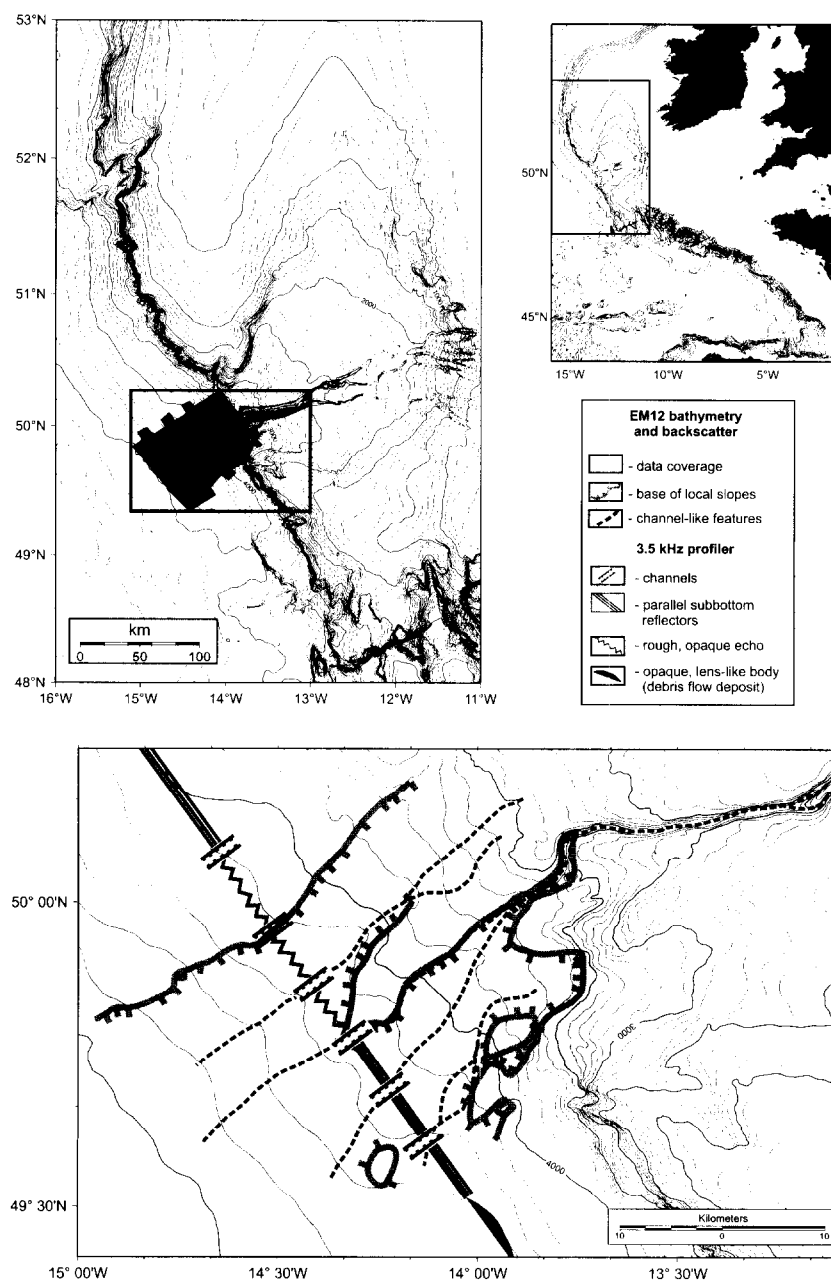 53°N
52°N
51°N
50°N
49°N
48°N
2000
km
0 50 100
16°W 15°W 14°W 13°W 12°W 11°W
50°N
45°N
15°W 10°W 5°W
EM12 bathymetry
and backscatter
- data coverage
- base of local slopes
- channel-like features
3.5 kHz profiler
- channels
- parallel subbottom
reflectors
- rough, opaque echo
- opaque, lens-like body
(debris flow deposit)
50° 00'N
49° 30'N
3000
4000
Kilometers
10 0 10
15° 00'W 14° 30'W 14° 00'W 13° 30'W